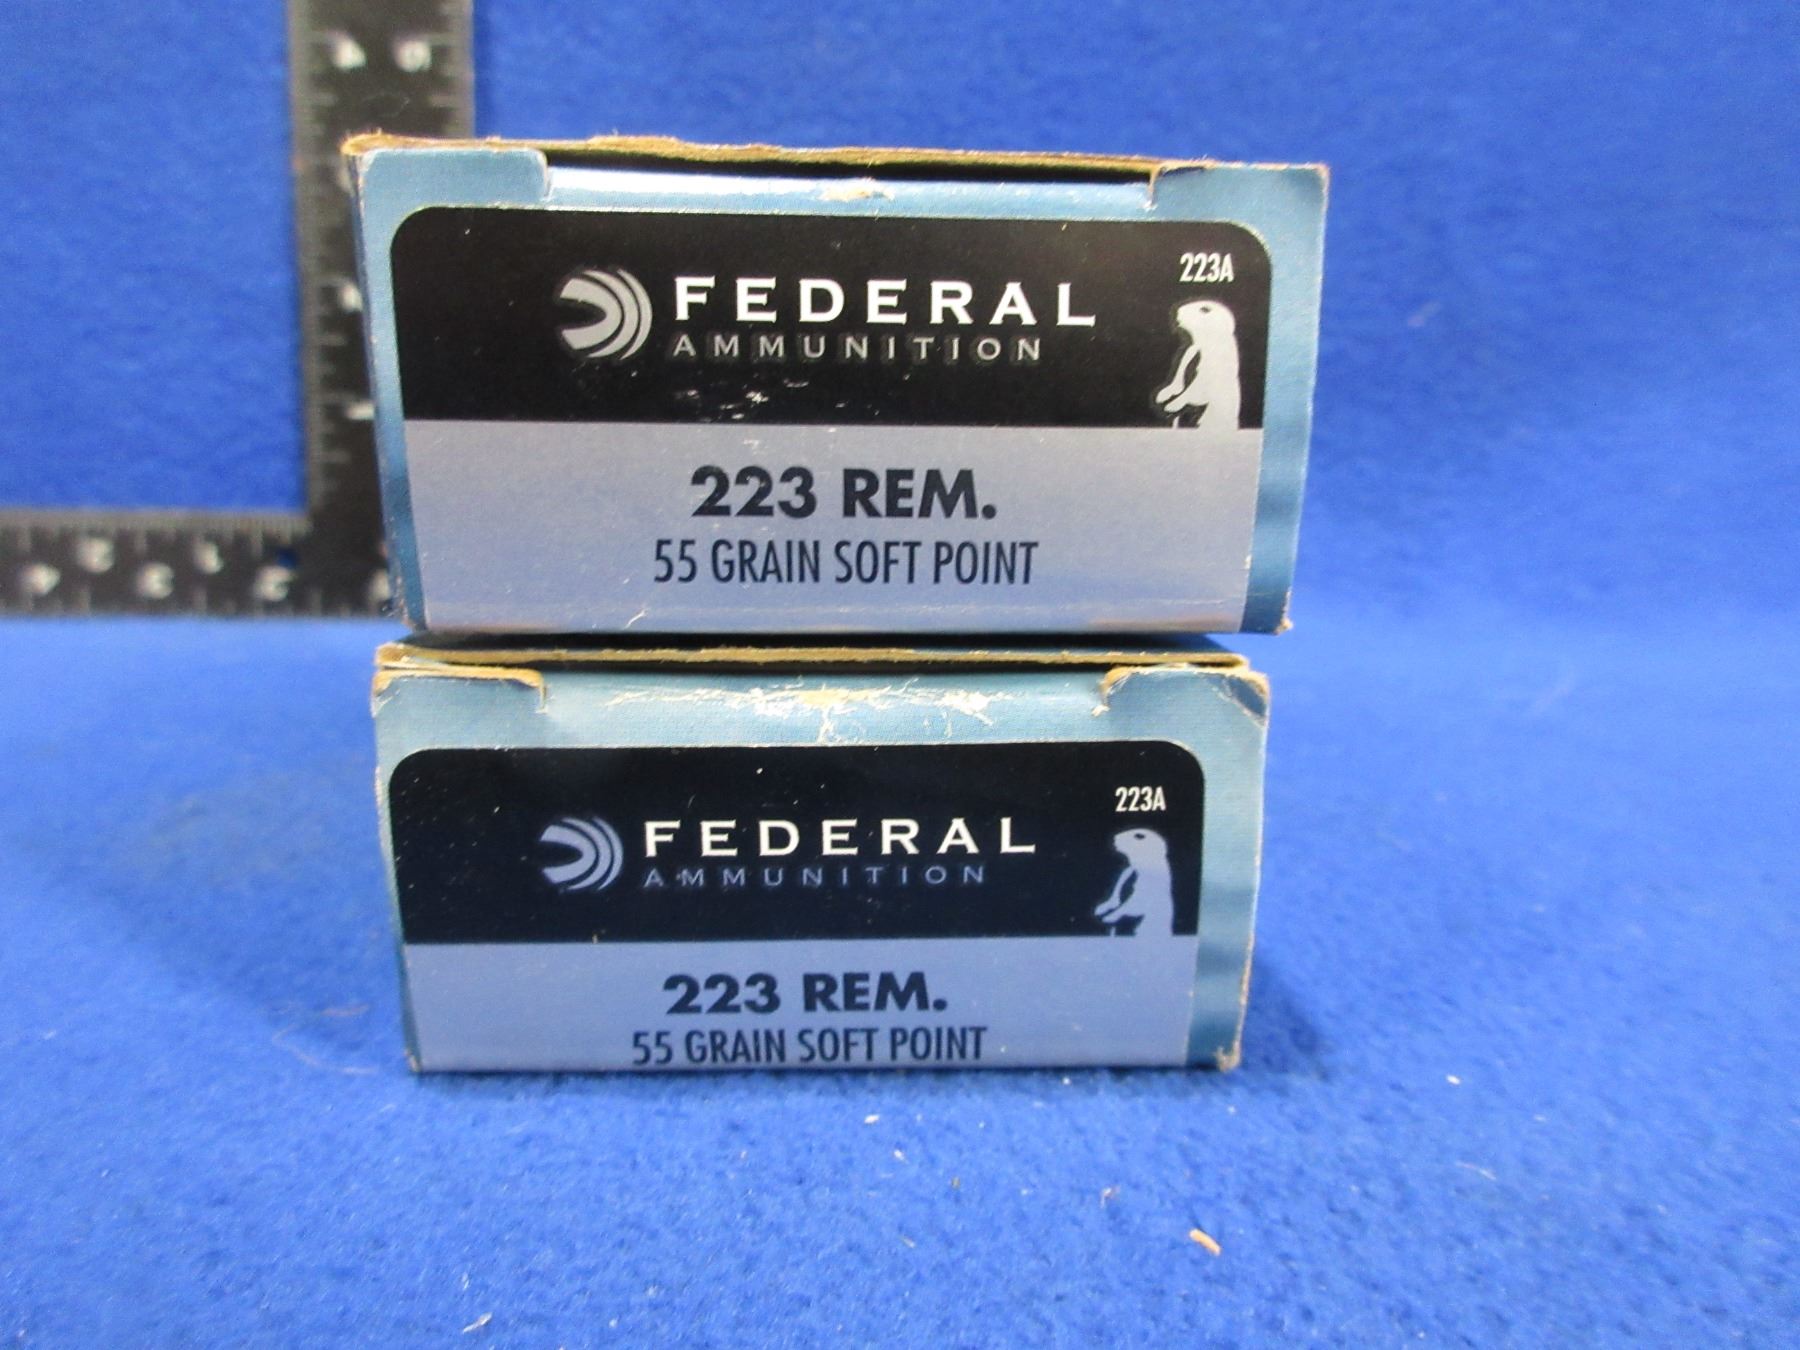 223A
FEDERAL
AMMUNITION
223 REM.
55 GRAIN SOFT POINT
223A
FEDERAL
AMMUNITION
223 REM.
55 GRAIN SOFT POINT